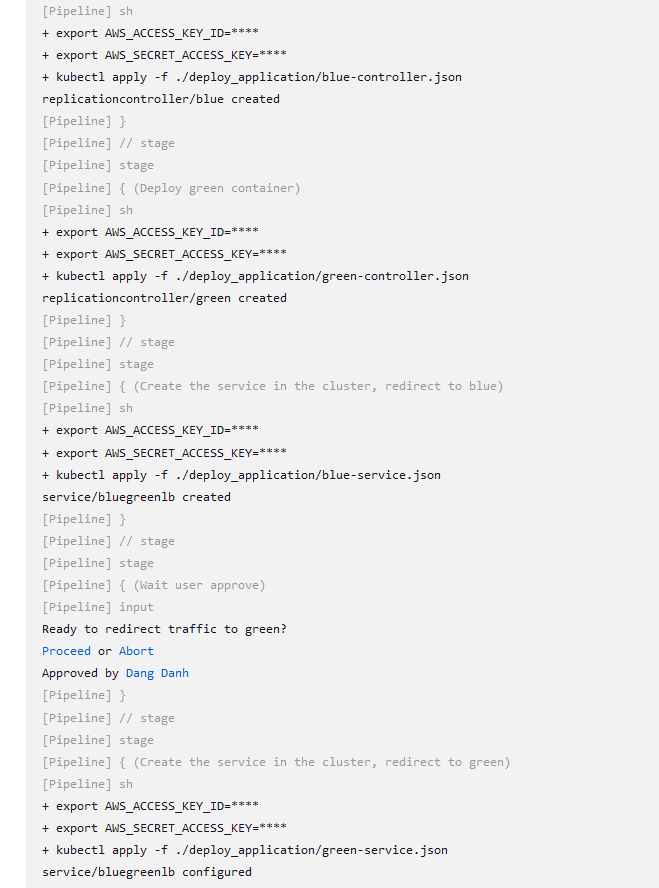 [Pipeline] sh
+ export AWS_ACCESS_KEY_ID=****
+ export AWS_SECRET_ACCESS_KEY=****
+ kubectl apply -f ./deploy_application/blue-controller.json
replicationcontroller/blue created
[Pipeline] }
[Pipeline] // stage
[Pipeline] stage
[Pipeline] { (Deploy green container)
[Pipeline] sh
+ export AWS_ACCESS_KEY_ID=****
+ export AWS_SECRET_ACCESS_KEY=****
+ kubectl apply -f ./deploy_application/green-controller.json
replicationcontroller/green created
[Pipeline] }
[Pipeline] // stage
[Pipeline] stage
[Pipeline] { (Create the service in the cluster, redirect to blue)
[Pipeline] sh
+ export AWS_ACCESS_KEY_ID=****
+ export AWS_SECRET_ACCESS_KEY=****
+ kubectl apply -f ./deploy_application/blue-service.json
service/bluegreenlb created
[Pipeline] }
[Pipeline] // stage
[Pipeline] stage
[Pipeline] { (Wait user approve)
[Pipeline] input
Ready to redirect traffic to green?
Proceed or Abort
Approved by Dang Danh
[Pipeline] }
[Pipeline] // stage
[Pipeline] stage
[Pipeline] { (Create the service in the cluster, redirect to green)
[Pipeline] sh
+ export AWS_ACCESS_KEY_ID=****
+ export AWS_SECRET_ACCESS_KEY=****
+ kubectl apply -f ./deploy_application/green-service.json
service/bluegreenlb configured